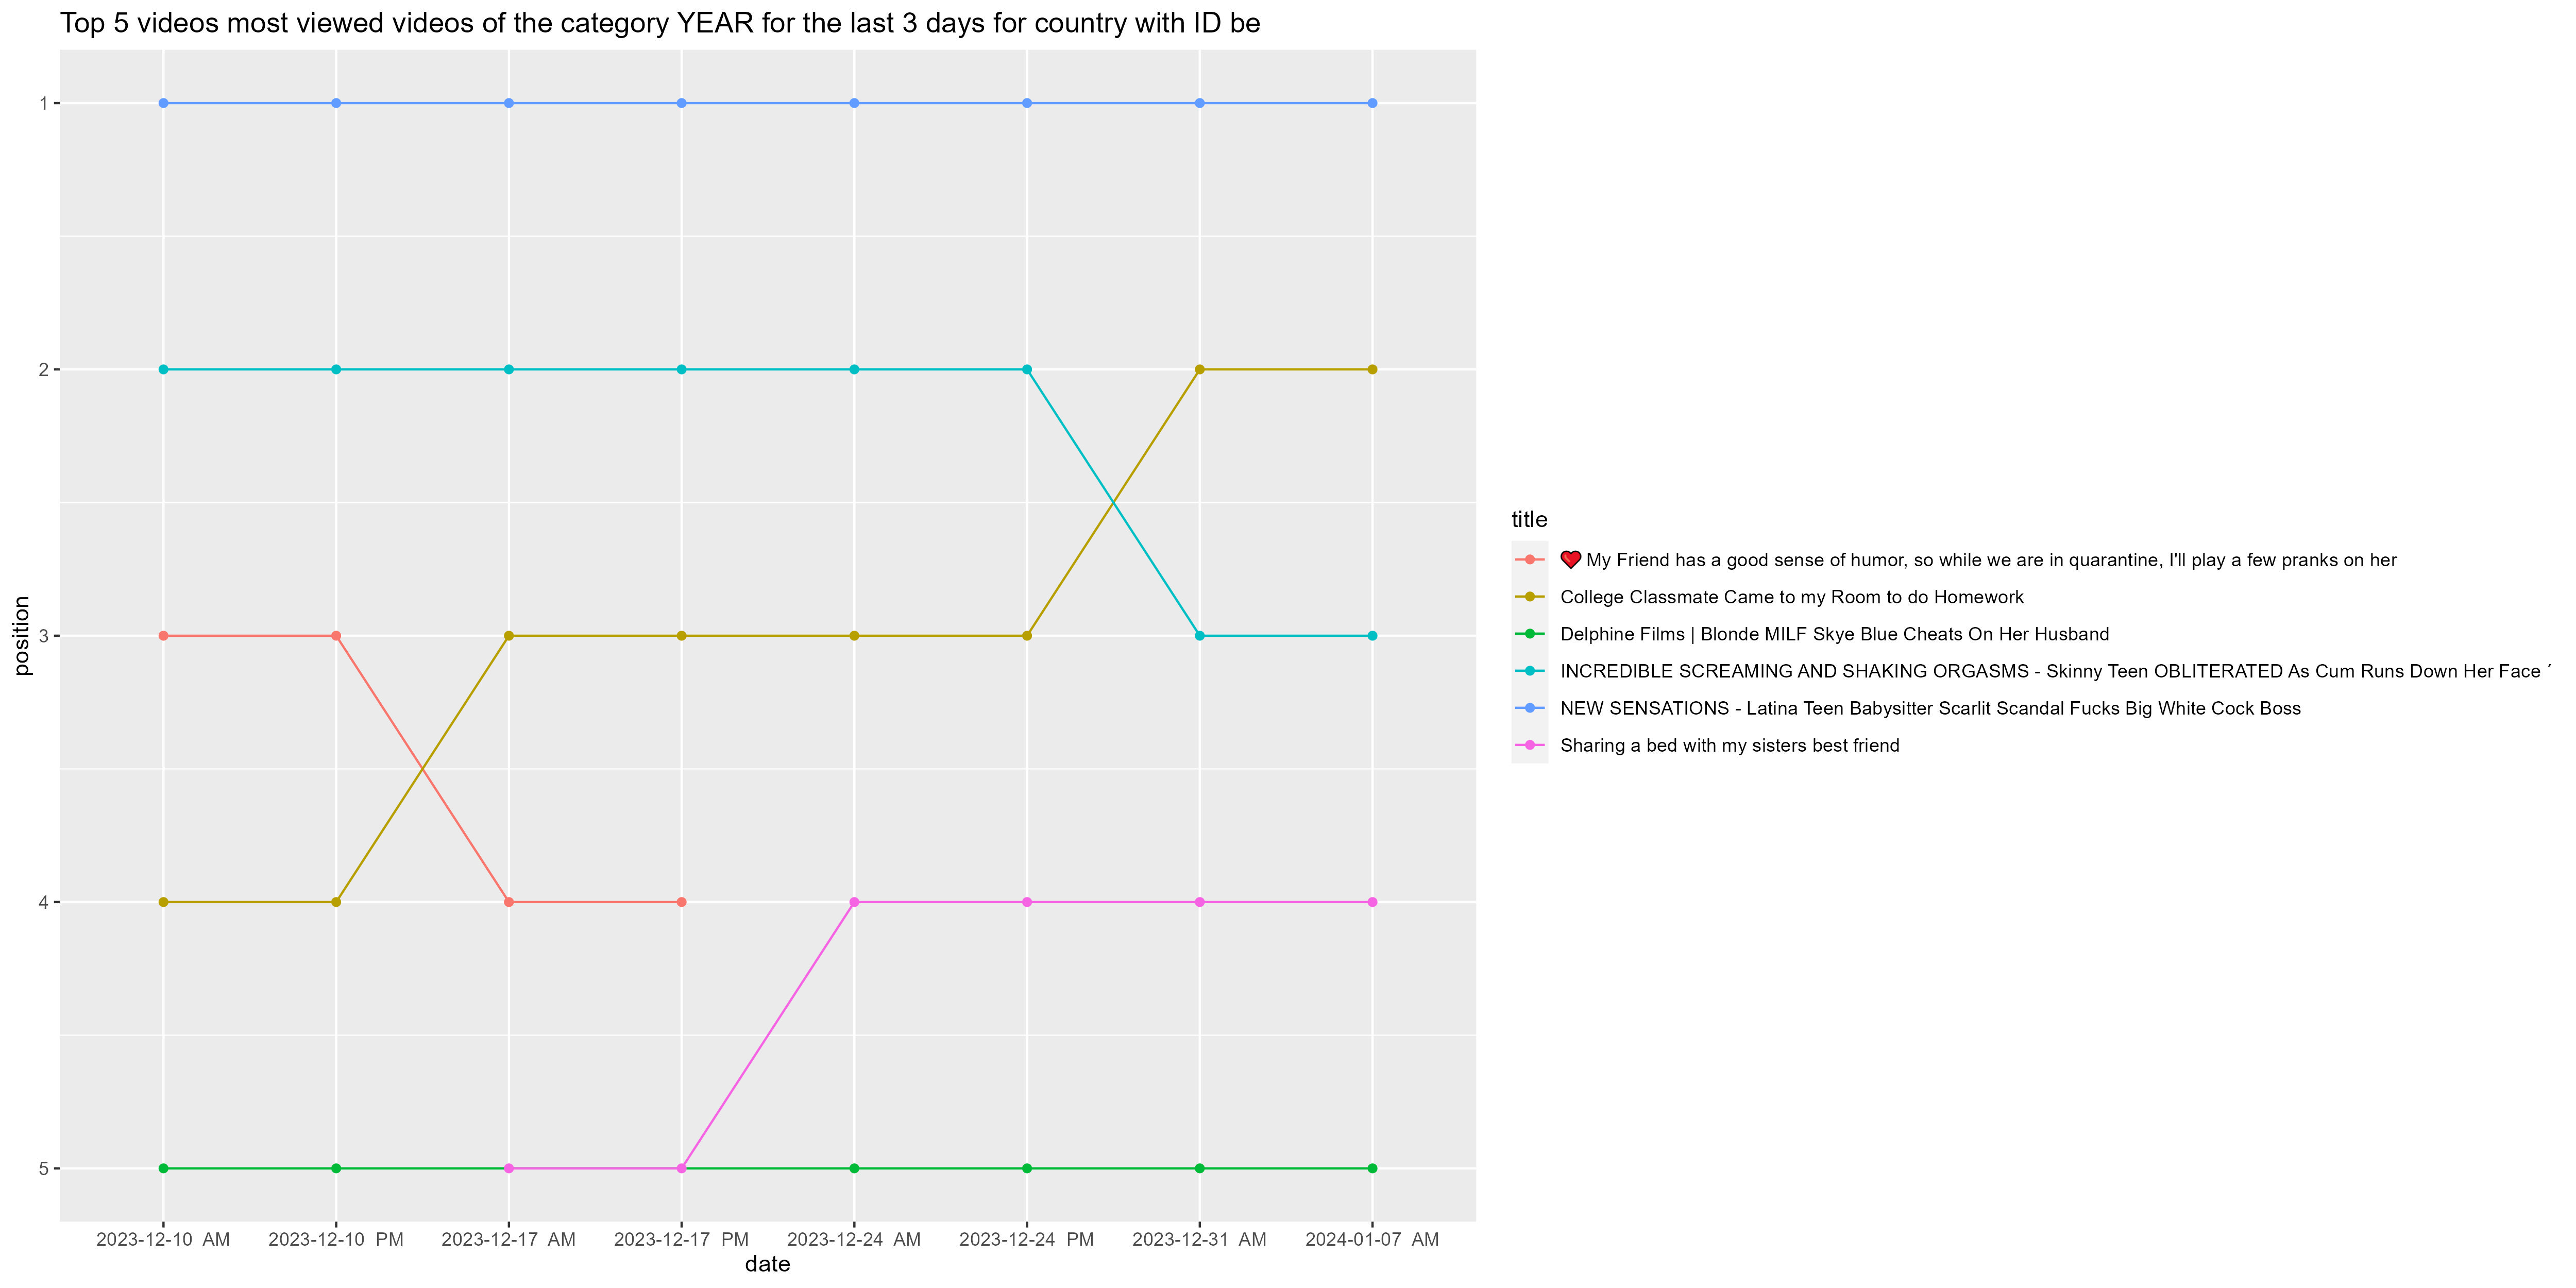 Top 5 videos most viewed videos of the category YEAR for the last 3 days for country with ID be
1
2
3
4
5
position
2023-12-10 AM
2023-12-10 PM
2023-12-17 AM
2023-12-17 PM
2023-12-24 AM
2023-12-24 PM
2023-12-31 AM
2024-01-07 AM
date
title
❤ My Friend has a good sense of humor, so while we are in quarantine, I'll play a few pranks on her
College Classmate Came to my Room to do Homework
Delphine Films | Blonde MILF Skye Blue Cheats On Her Husband
INCREDIBLE SCREAMING AND SHAKING ORGASMS - Skinny Teen OBLITERATED As Cum Runs Down Her Face
NEW SENSATIONS - Latina Teen Babysitter Scarlit Scandal Fucks Big White Cock Boss
Sharing a bed with my sisters best friend